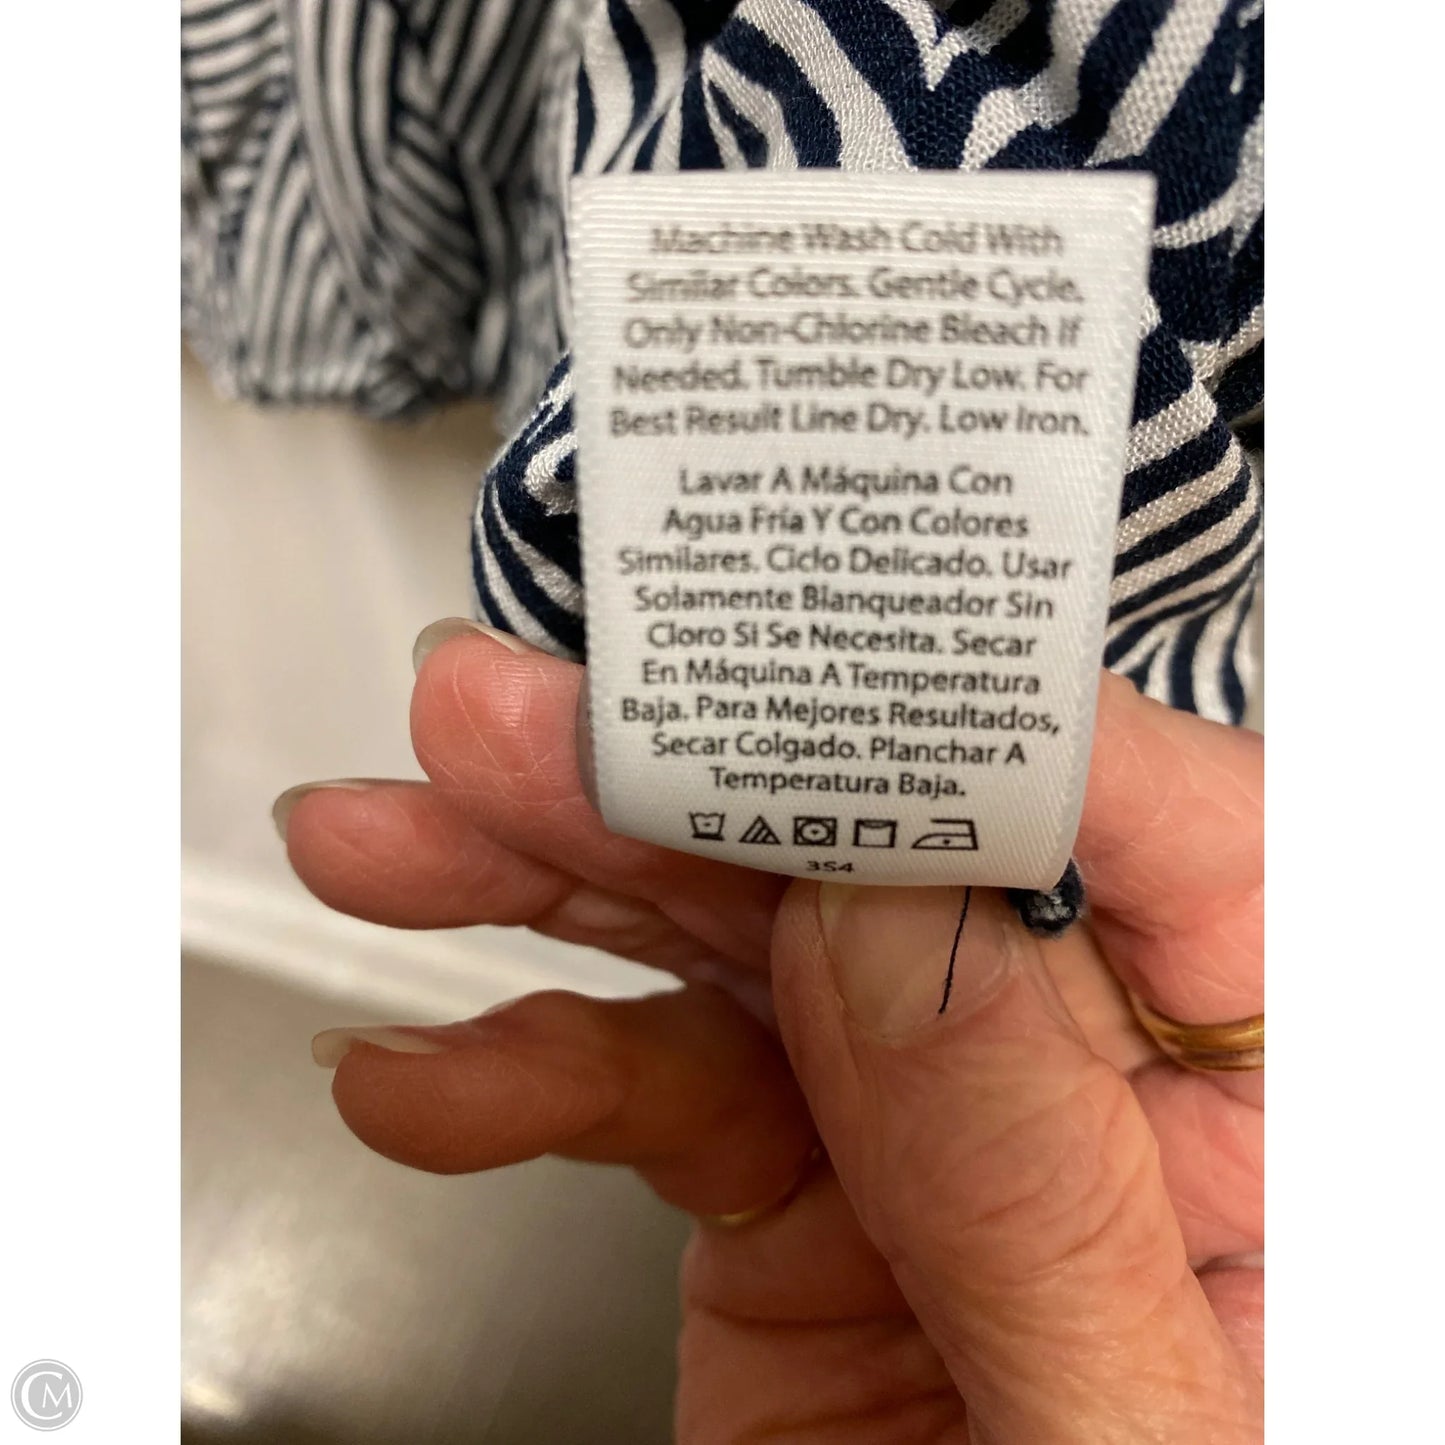 Machine Wash Cold With
Similar Colors. Gentle Cycle.
Only Non-Chlorine Bleach If
Needed. Tumble Dry Low. For
Best Result Line Dry. Low Iron.
Lavar A Máquina Con
Agua Fría Y Con Colores
Similares. Ciclo Delicado. Usar
Solamente Blanqueador Sin
Cloro Si Se Necesita. Secar
En Máquina A Temperatura
Baja. Para Mejores Resultados,
Secar Colgado. Planchar A
Temperatura Baja.
354
CM